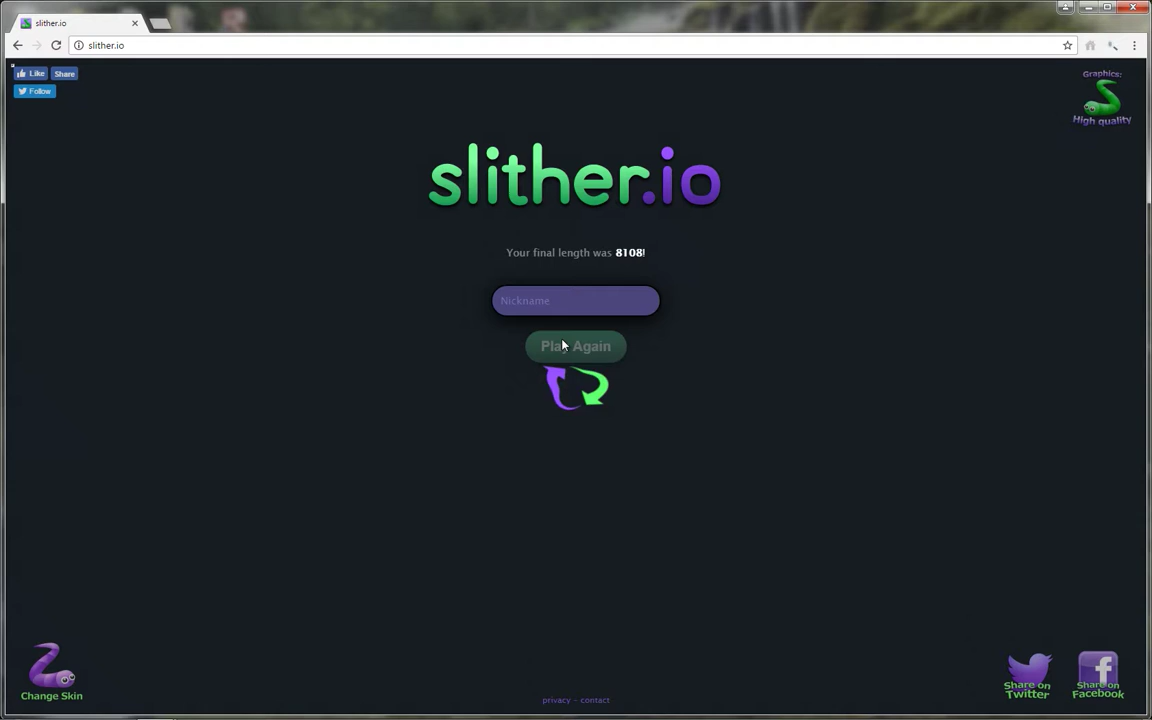 slither.io
slither.io
Like Share
Follow
Graphics:
High quality
slither.io
Your final length was 8108!
Nickname
Play Again
Change Skin
privacy - contact
Share on Twitter
Share on Facebook